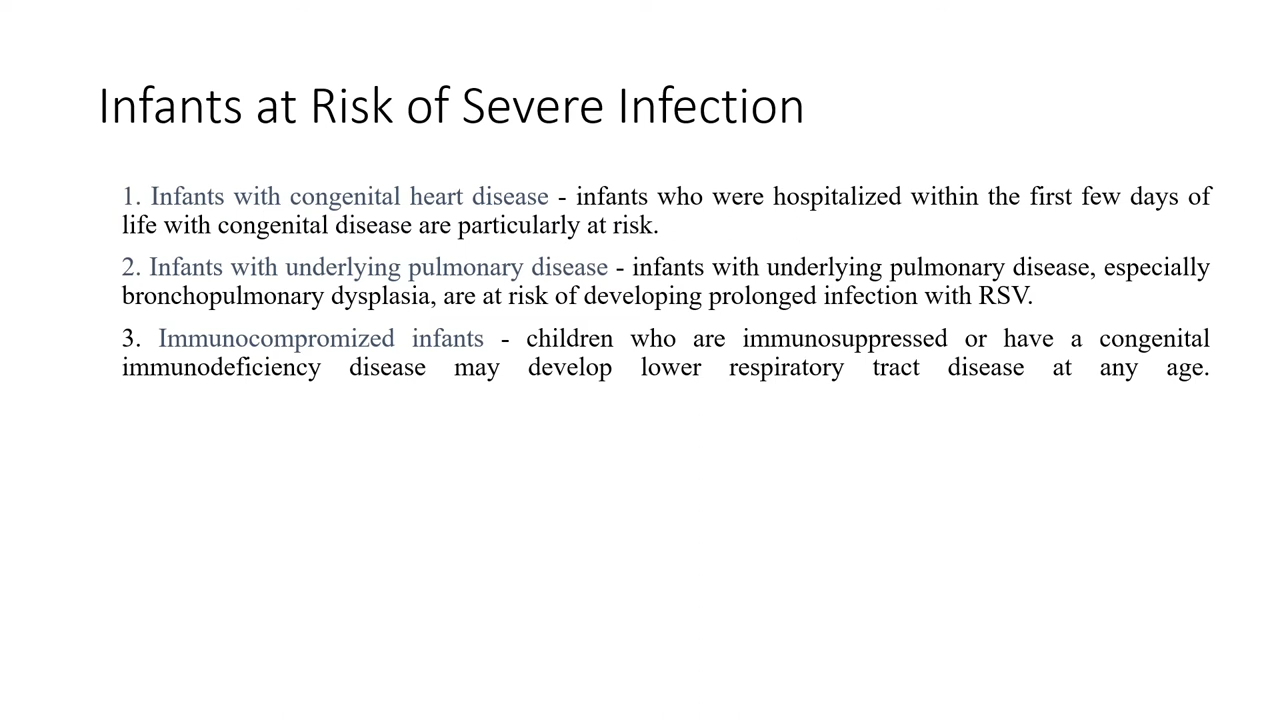 Infants at Risk of Severe Infection
1. Infants with congenital heart disease - infants who were hospitalized within the first few days of
life with congenital disease are particularly at risk.
2. Infants with underlying pulmonary disease - infants with underlying pulmonary disease, especially
bronchopulmonary dysplasia, are at risk of developing prolonged infection with RSV.
3. Immunocompromized infants - children who are immunosuppressed or have a congenital
immunodeficiency disease may develop lower respiratory tract disease at any age.